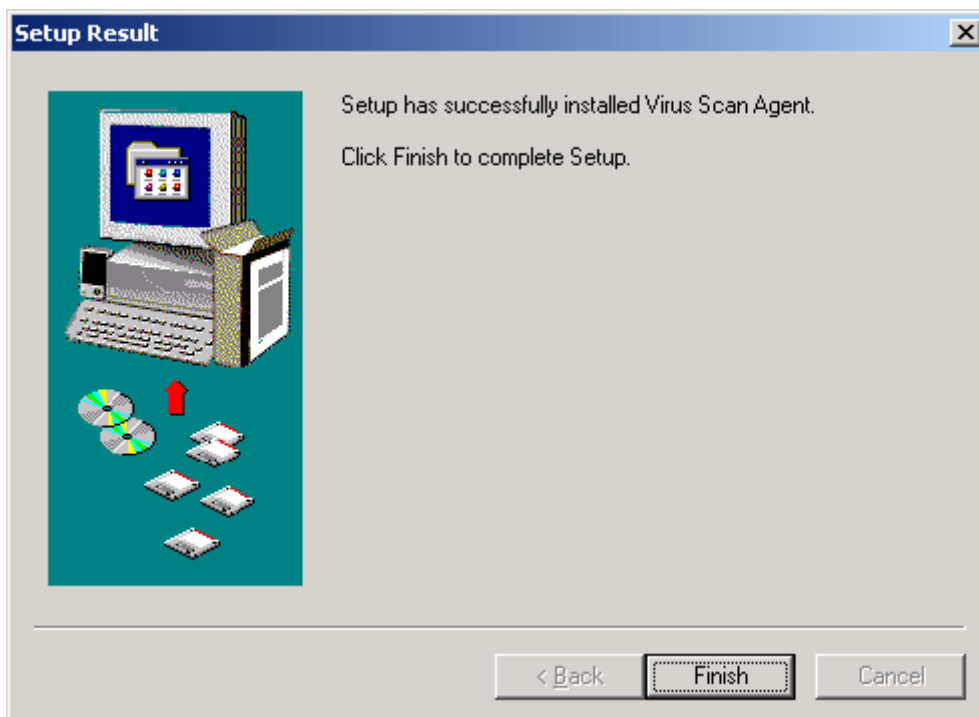 Setup Result
Setup has successfully installed Virus Scan Agent.
Click Finish to complete Setup.
< Back
Finish
Cancel